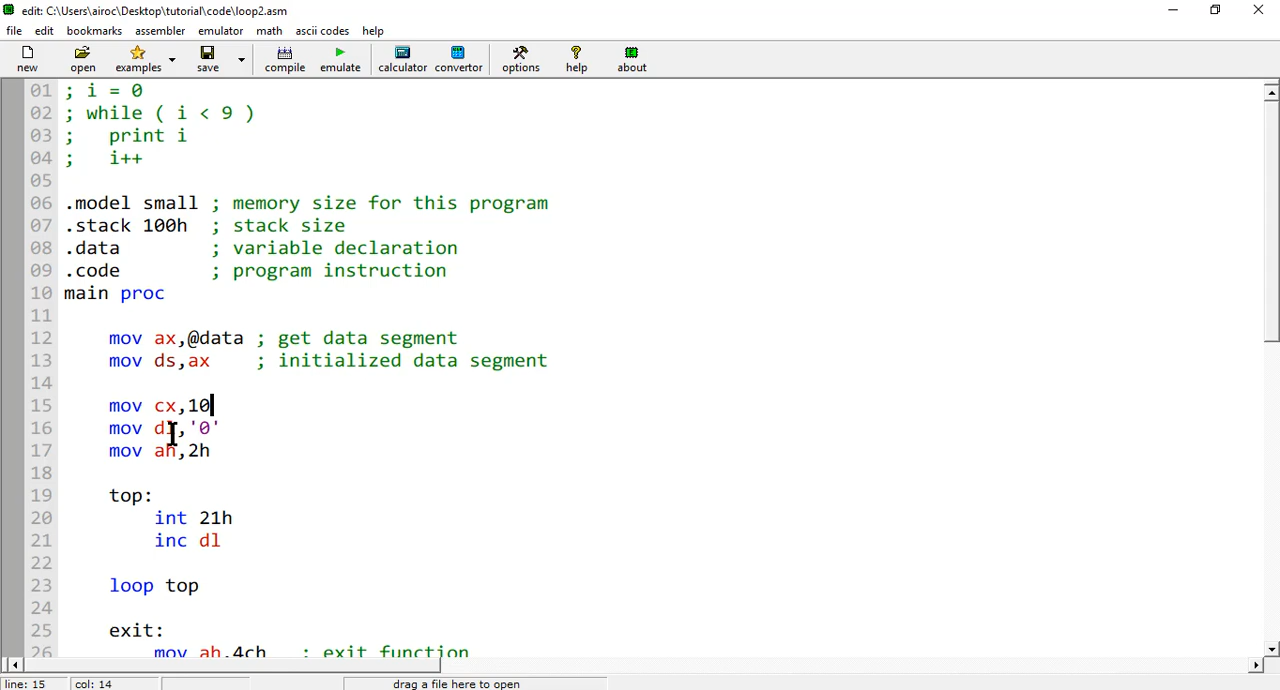 edit: C:\Users\airoc\Desktop\tutorial\code\loop2.asm
file edit bookmarks assembler emulator math ascii codes help
new open examples save compile emulate calculator convertor options help about
01 ; i = 0
02 ; while ( i < 9 )
03 ;   print i
04 ;   i++
05
06 .model small ; memory size for this program
07 .stack 100h  ; stack size
08 .data        ; variable declaration
09 .code        ; program instruction
10 main proc
11
12     mov ax,@data ; get data segment
13     mov ds,ax    ; initialized data segment
14
15     mov cx,10
16     mov dl,'0'
17     mov ah,2h
18
19     top:
20         int 21h
21         inc dl
22
23     loop top
24
25     exit:
26         mov ah,4ch   ; exit function
line: 15 col: 14 drag a file here to open